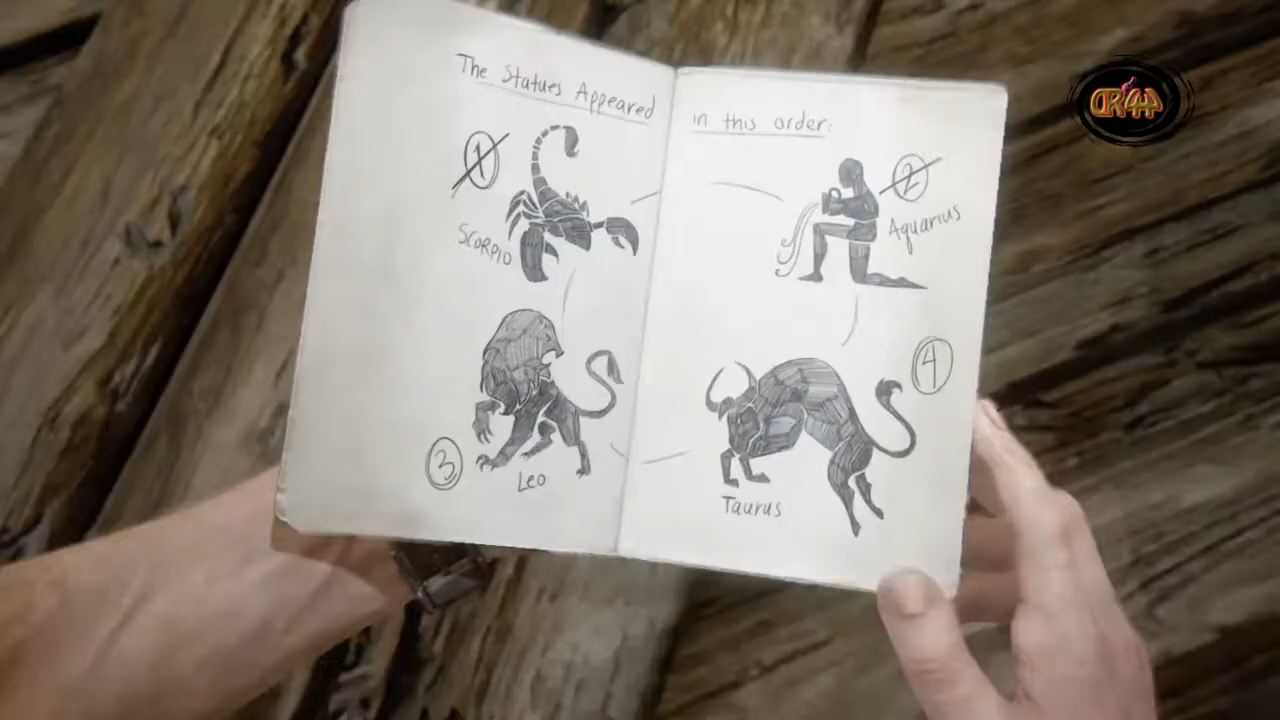 The Statues Appeared
in this order:
1
2
SCORPIO
Aquarius
3
4
Leo
Taurus